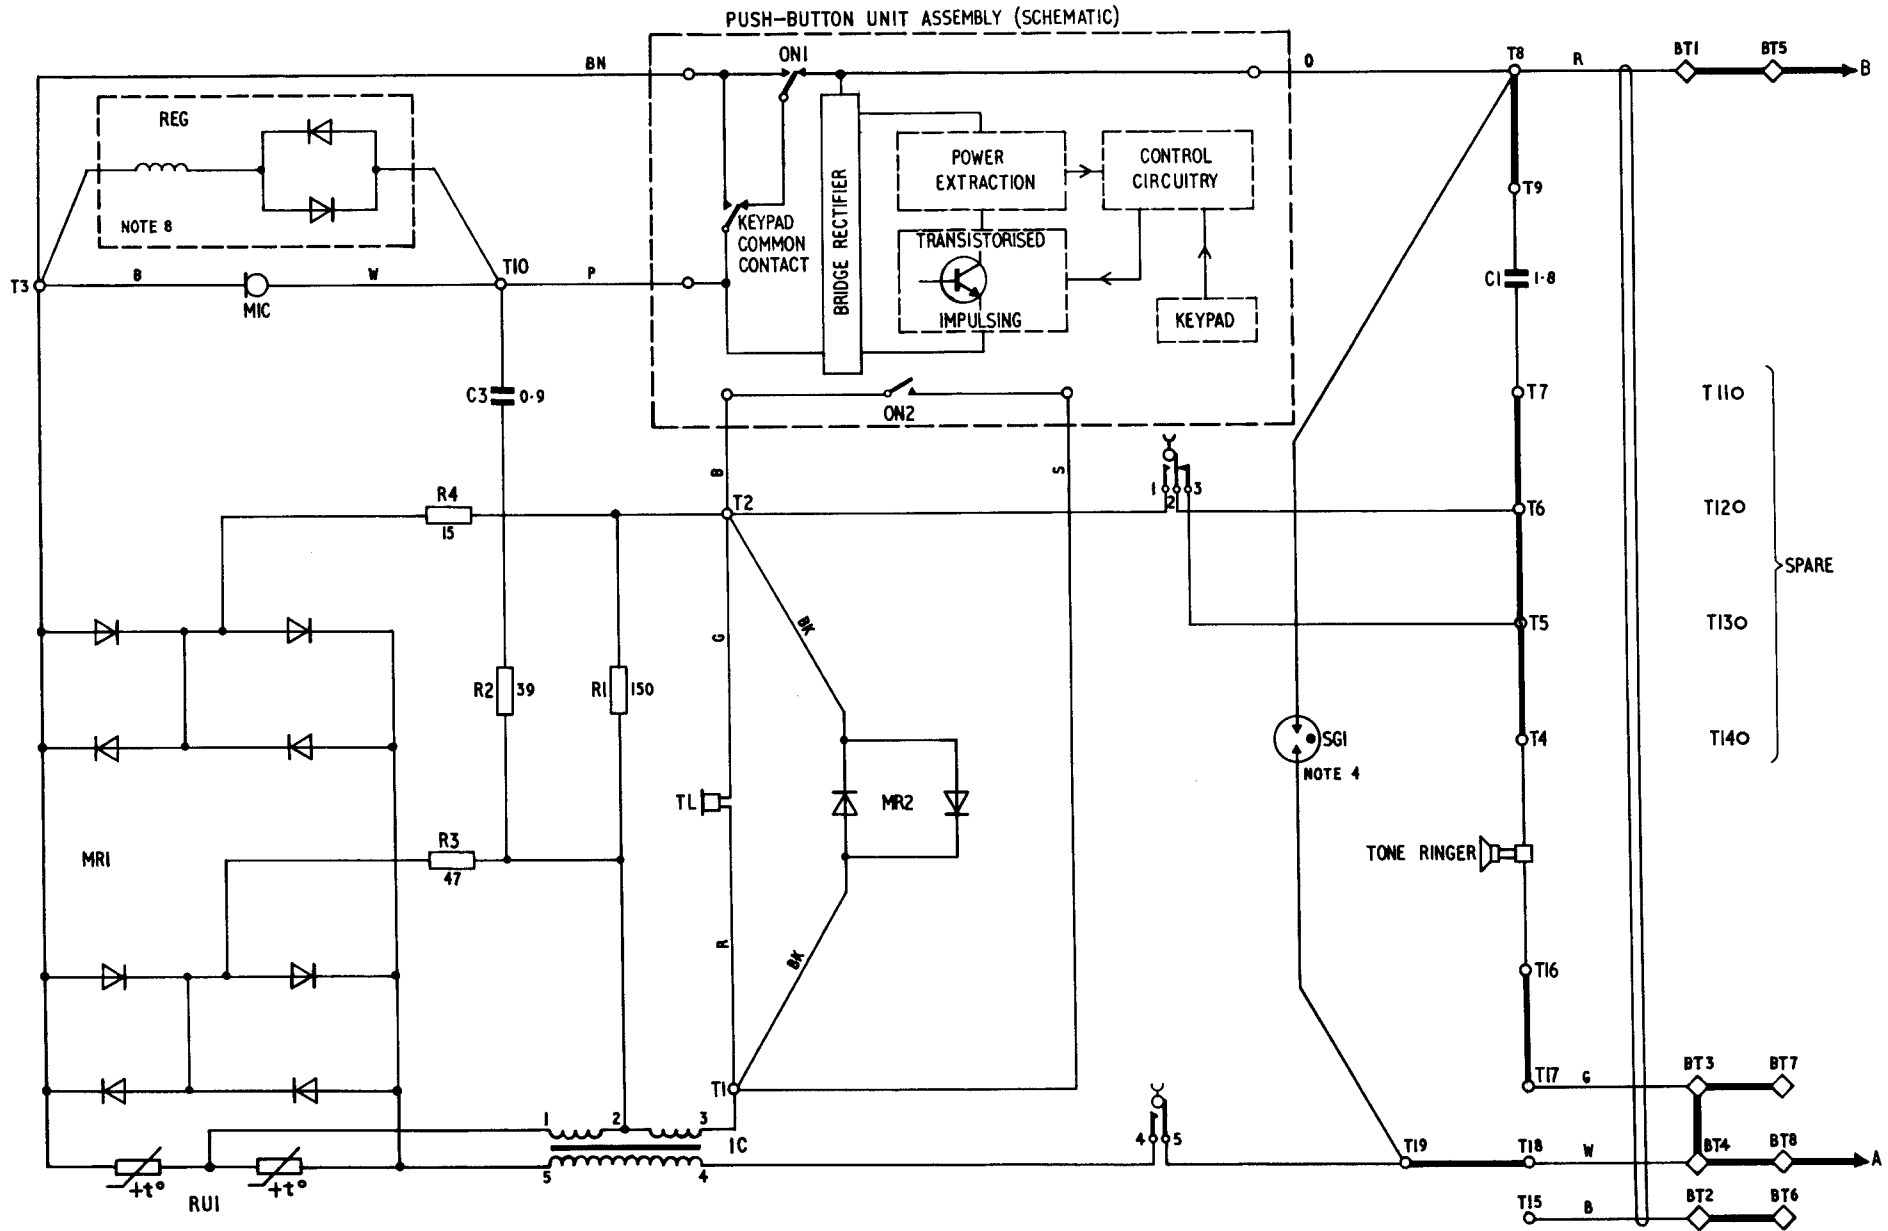 PUSH-BUTTON UNIT ASSEMBLY (SCHEMATIC)
BN
ON1
O
T8
R
BT1
BT5
B
REG
NOTE 8
POWER
EXTRACTION
CONTROL
CIRCUITRY
BRIDGE RECTIFIER
KEYPAD
COMMON
CONTACT
TRANSISTORISED
IMPULSING
KEYPAD
T9
T3
B
MIC
W
T10
P
C1
1·8
C3
0·9
ON2
T7
T11
B
S
R4
15
T2
1
2
3
T6
T12
SPARE
G
BK
T5
T13
R2
39
R1
150
SG1
NOTE 4
T4
T14
TL
MR2
MR1
R3
47
TONE RINGER
R
BK
T16
T1
T17
G
BT3
BT7
1
2
3
IC
5
4
4
5
T19
T18
W
BT4
BT8
A
+t°
+t°
RU1
T15
B
BT2
BT6